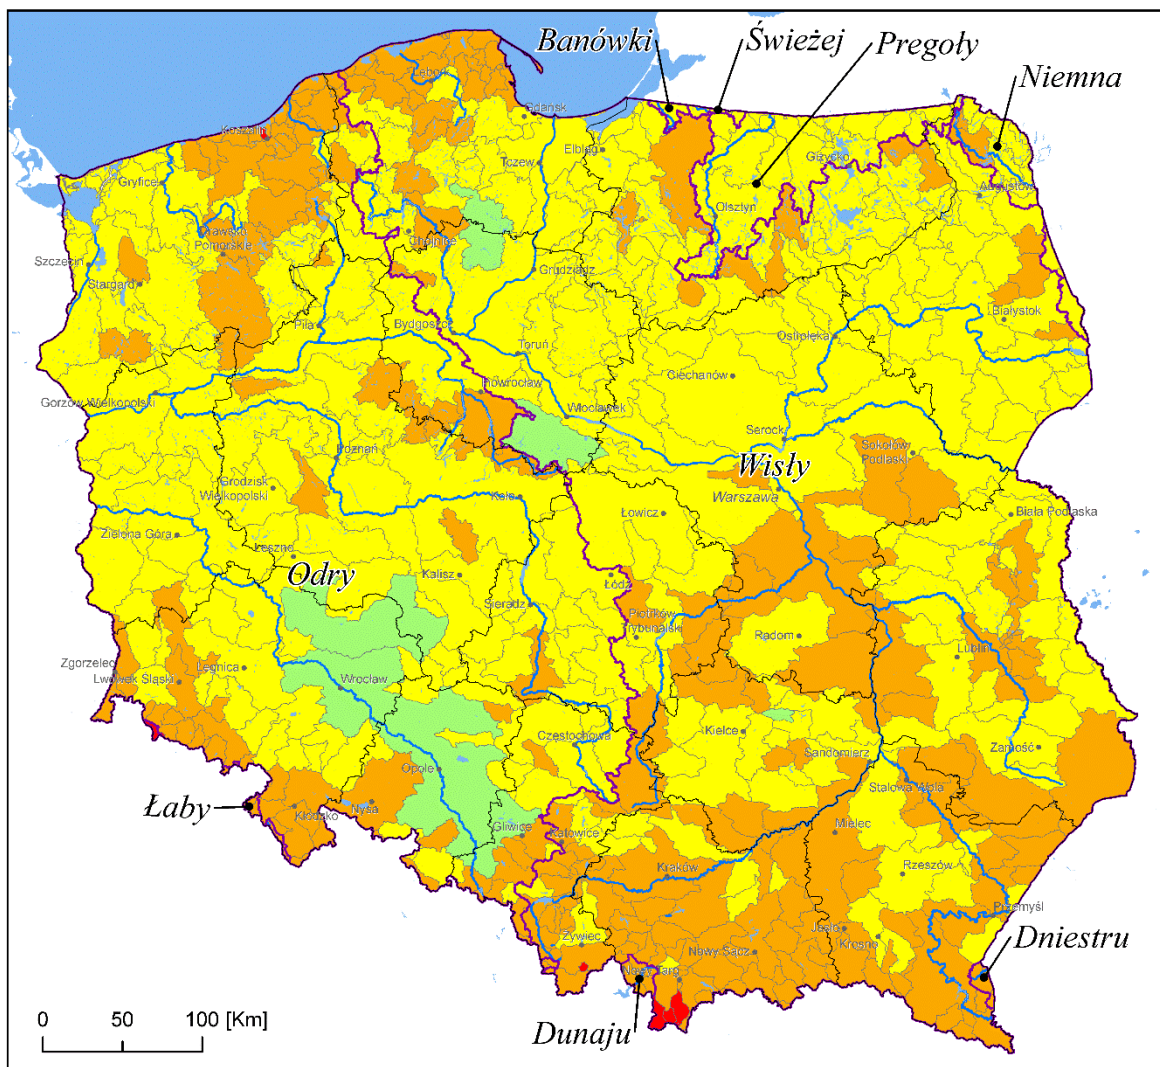 Banówki
Świeżej
Pregoły
Niemna
Lębork
Gdańsk
Koszalin
Tczew
Elbląg
Giżycko
Gryfice
Augustów
Olsztyn
Drawsko
Pomorskie
Chojnice
Szczecin
Stargard
Grudziądz
Białystok
Piła
Bydgoszcz
Ostrołęka
Toruń
Ciechanów
Inowrocław
Gorzów Wielkopolski
Włocławek
Serock
Poznań
Sokołów
Podlaski
Wisły
Grodzisk
Wielkopolski
Warszawa
Koło
Łowicz
Biała Podlaska
Zielona Góra
Leszno
Odry
Kalisz
Łódź
Sieradz
Piotrków
Trybunalski
Radom
Lublin
Zgorzelec
Legnica
Lwówek Śląski
Wrocław
Kielce
Częstochowa
Zamość
Sandomierz
Opole
Stalowa Wola
Łaby
Kłodzko
Nysa
Gliwice
Katowice
Mielec
Kraków
Rzeszów
Przemyśl
Jasło
Krosno
Żywiec
Nowy Sącz
Dniestru
Nowy Targ
0 50 100 [Km]
Dunaju